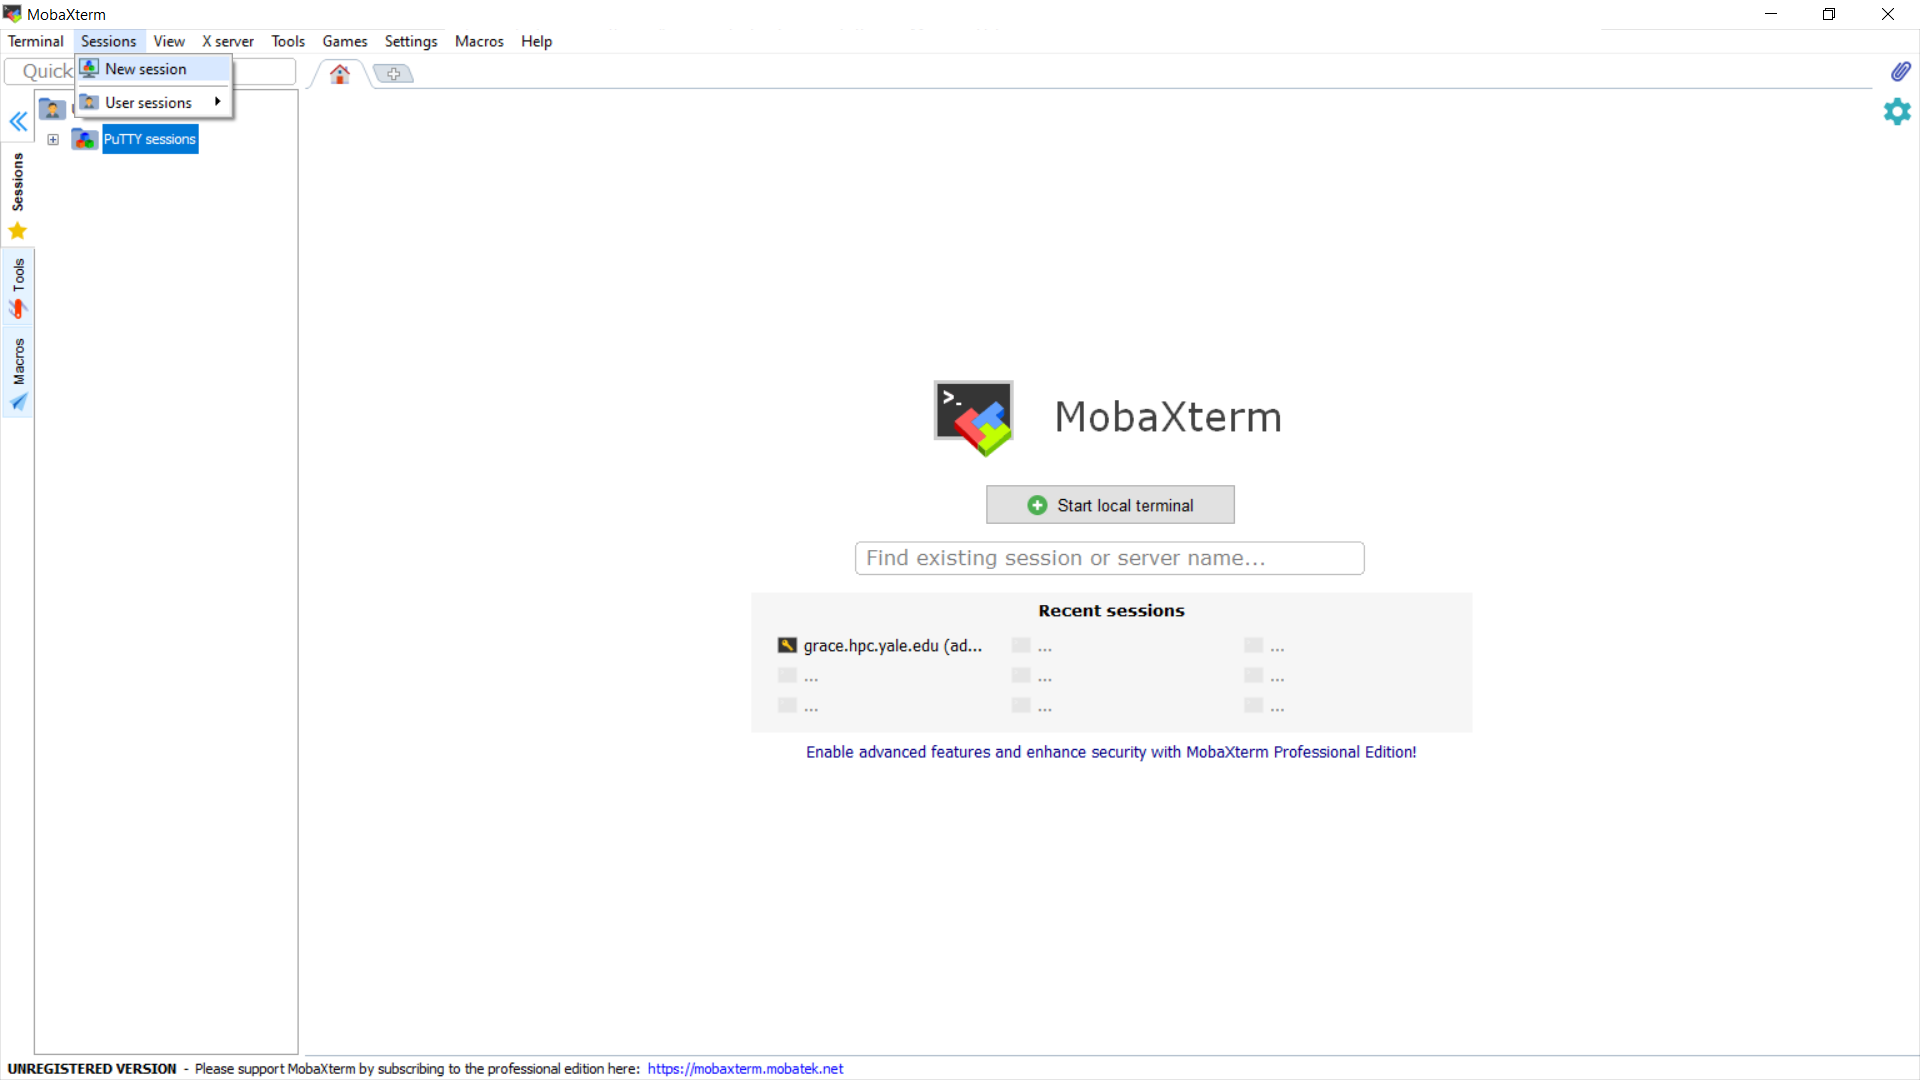 MobaXterm
Terminal Sessions View X server Tools Games Settings Macros Help
Quick
New session
User sessions
PuTTY sessions
Sessions
Tools
Macros
>_
MobaXterm
Start local terminal
Find existing session or server name...
Recent sessions
grace.hpc.yale.edu (ad... ... ...
... ... ...
... ... ...
Enable advanced features and enhance security with MobaXterm Professional Edition!
UNREGISTERED VERSION - Please support MobaXterm by subscribing to the professional edition here: https://mobaxterm.mobatek.net